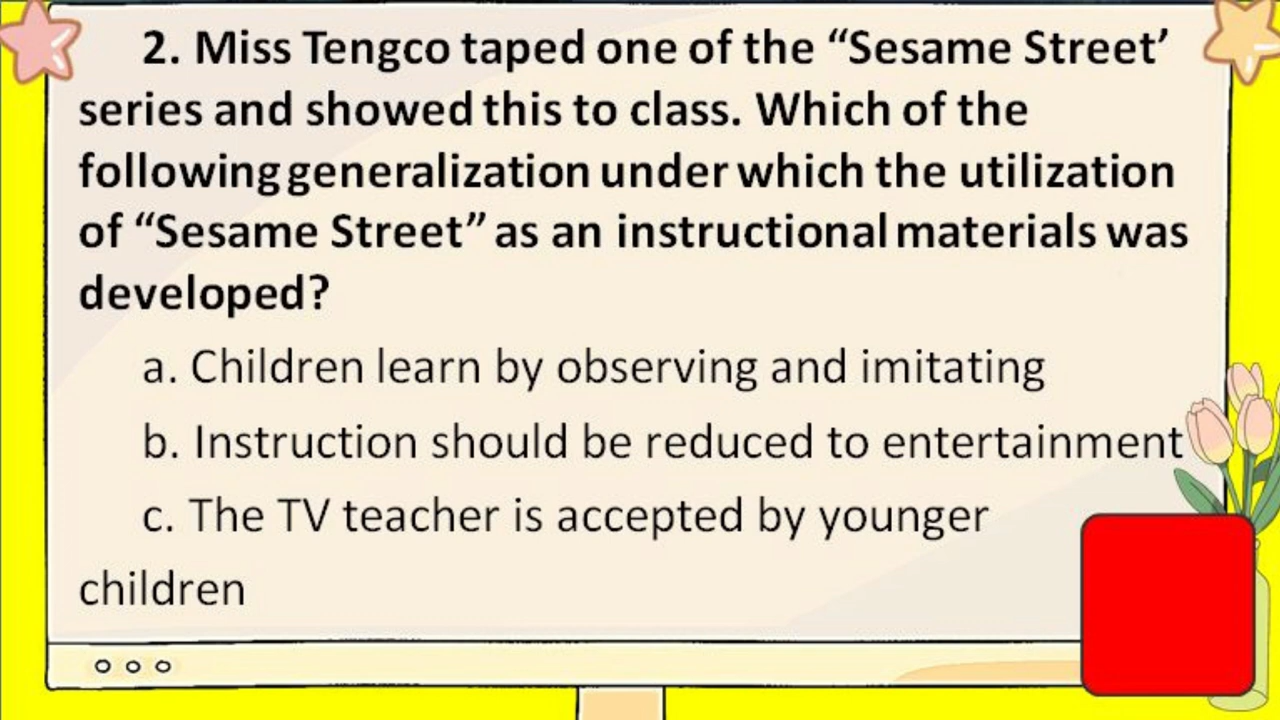 2. Miss Tengco taped one of the “Sesame Street’
series and showed this to class. Which of the
following generalization under which the utilization
of “Sesame Street” as an instructional materials was
developed?
a. Children learn by observing and imitating
b. Instruction should be reduced to entertainment
c. The TV teacher is accepted by younger
children